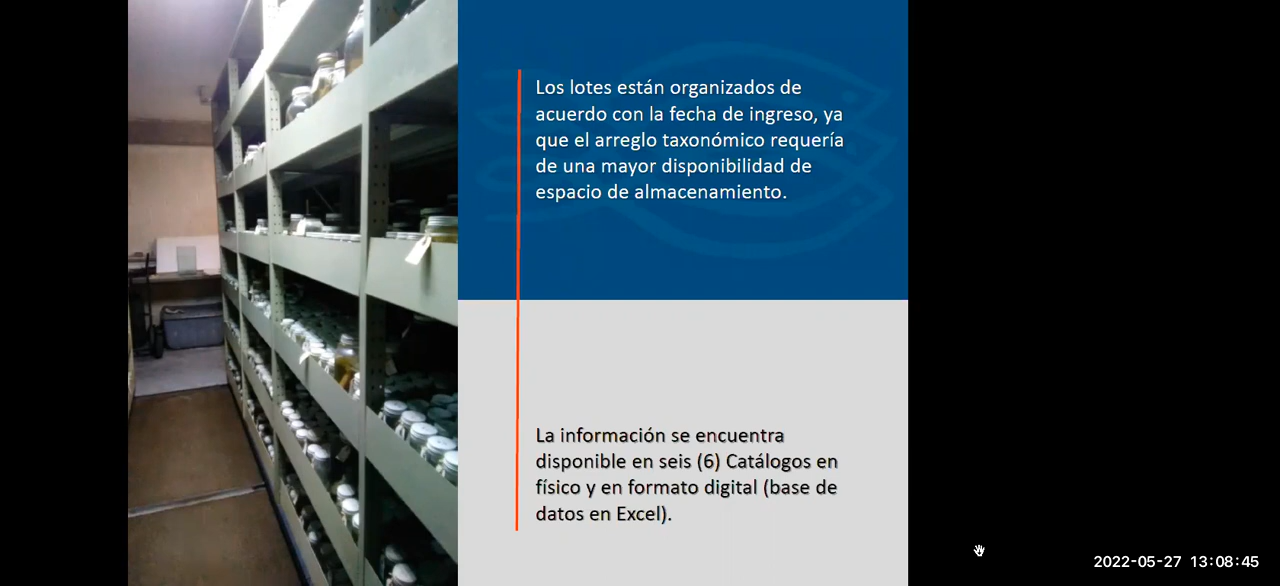 Los lotes están organizados de
acuerdo con la fecha de ingreso, ya
que el arreglo taxonómico requería
de una mayor disponibilidad de
espacio de almacenamiento.
La información se encuentra
disponible en seis (6) Catálogos en
físico y en formato digital (base de
datos en Excel).
2022-05-27 13:08:45